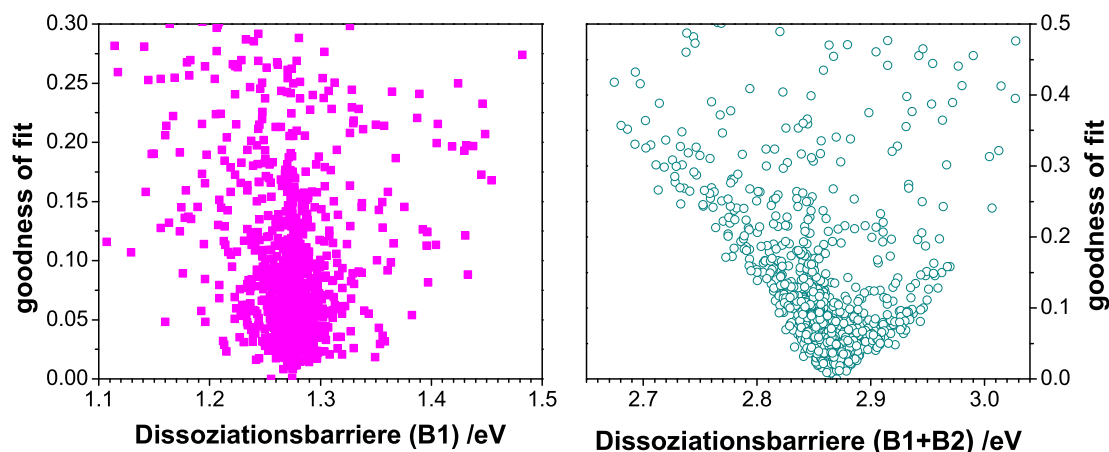 0.30
0.25
0.20
0.15
0.10
0.05
0.00
goodness of fit
1.1 1.2 1.3 1.4 1.5
Dissoziationsbarriere (B1) /eV
0.5
0.4
0.3
0.2
0.1
0.0
goodness of fit
2.7 2.8 2.9 3.0
Dissoziationsbarriere (B1+B2) /eV